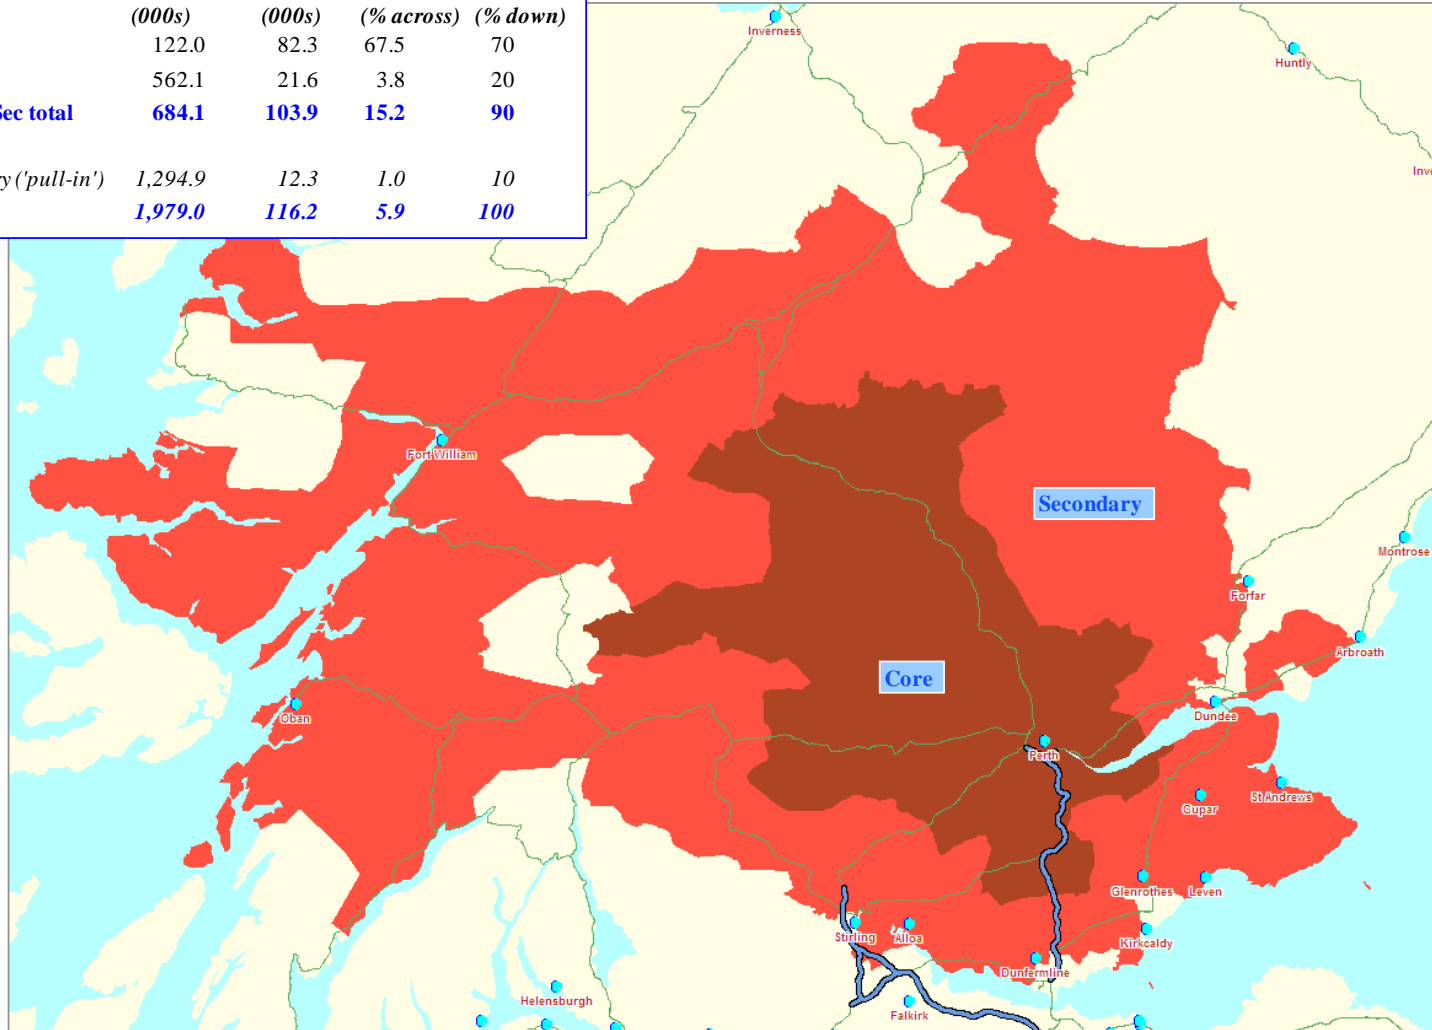 (000s) (000s) (% across) (% down)
122.0 82.3 67.5 70
562.1 21.6 3.8 20
Sec total 684.1 103.9 15.2 90
ry ('pull-in') 1,294.9 12.3 1.0 10
1,979.0 116.2 5.9 100
Inverness
Huntly
Inve
Fort William
Secondary
Montrose
Forfar
Arbroath
Core
Oban
Dundee
Perth
St Andrews
Cupar
Glenrothes
Leven
Stirling
Alloa
Kirkcaldy
Dunfermline
Helensburgh
Falkirk